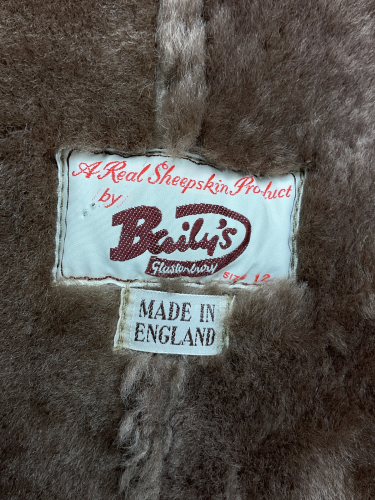 A Real Sheepskin Product
by
Baily's
Glastonbury
SIZE 12
MADE IN
ENGLAND